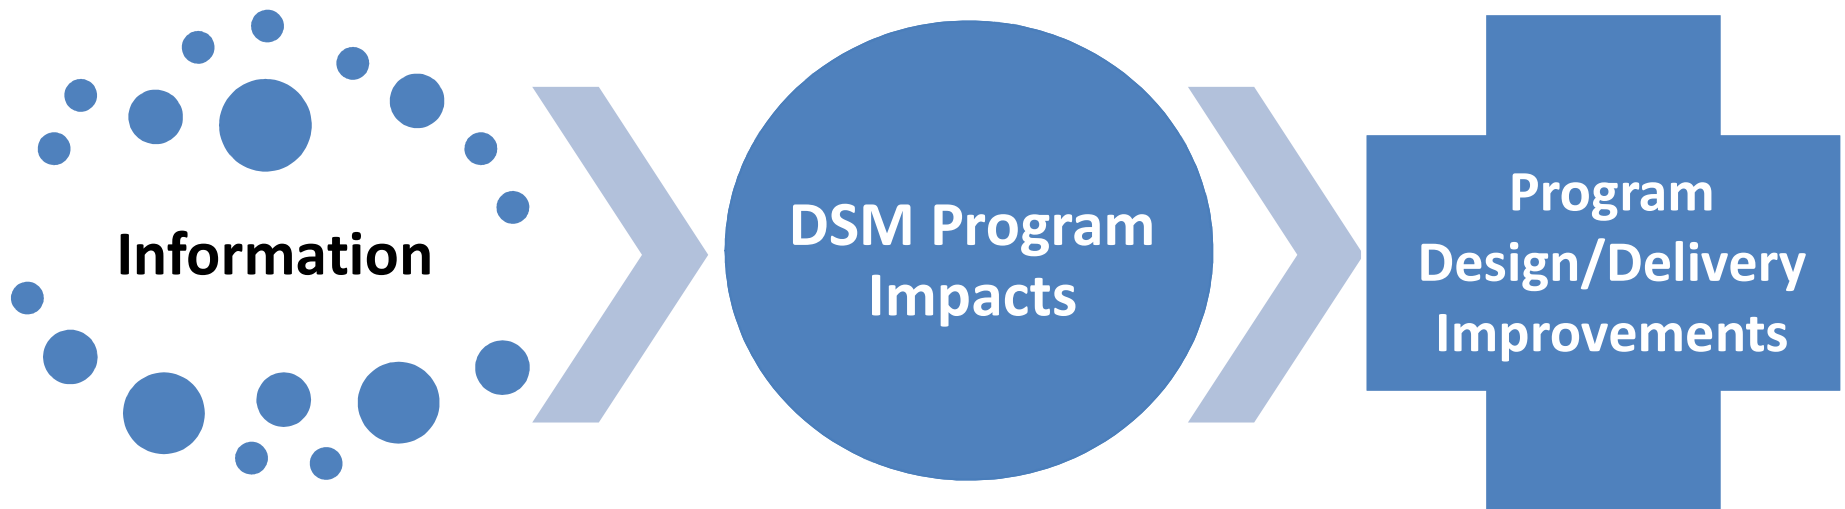 Information
DSM Program
Impacts
Program
Design/Delivery
Improvements